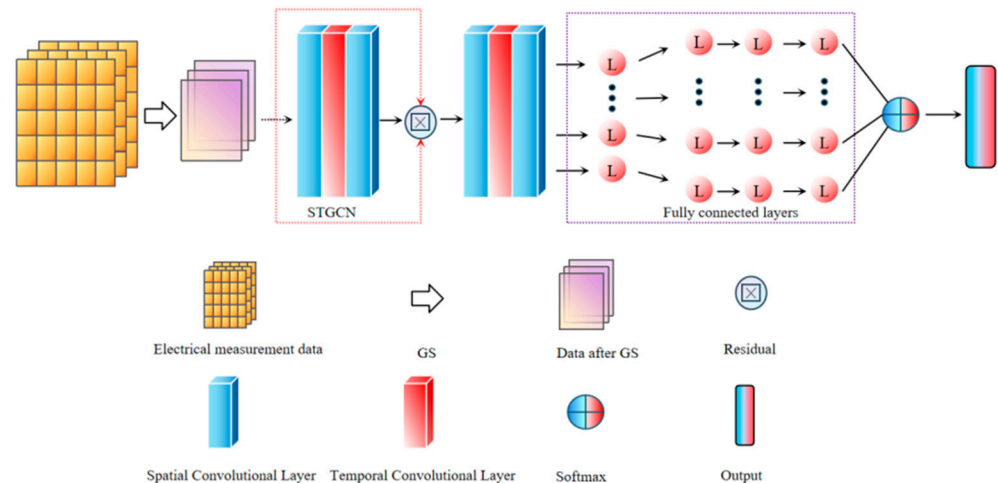 L L L L
STGCN
L L L L
L L L L
Fully connected layers
Electrical measurement data GS Data after GS Residual
Spatial Convolutional Layer Temporal Convolutional Layer Softmax Output